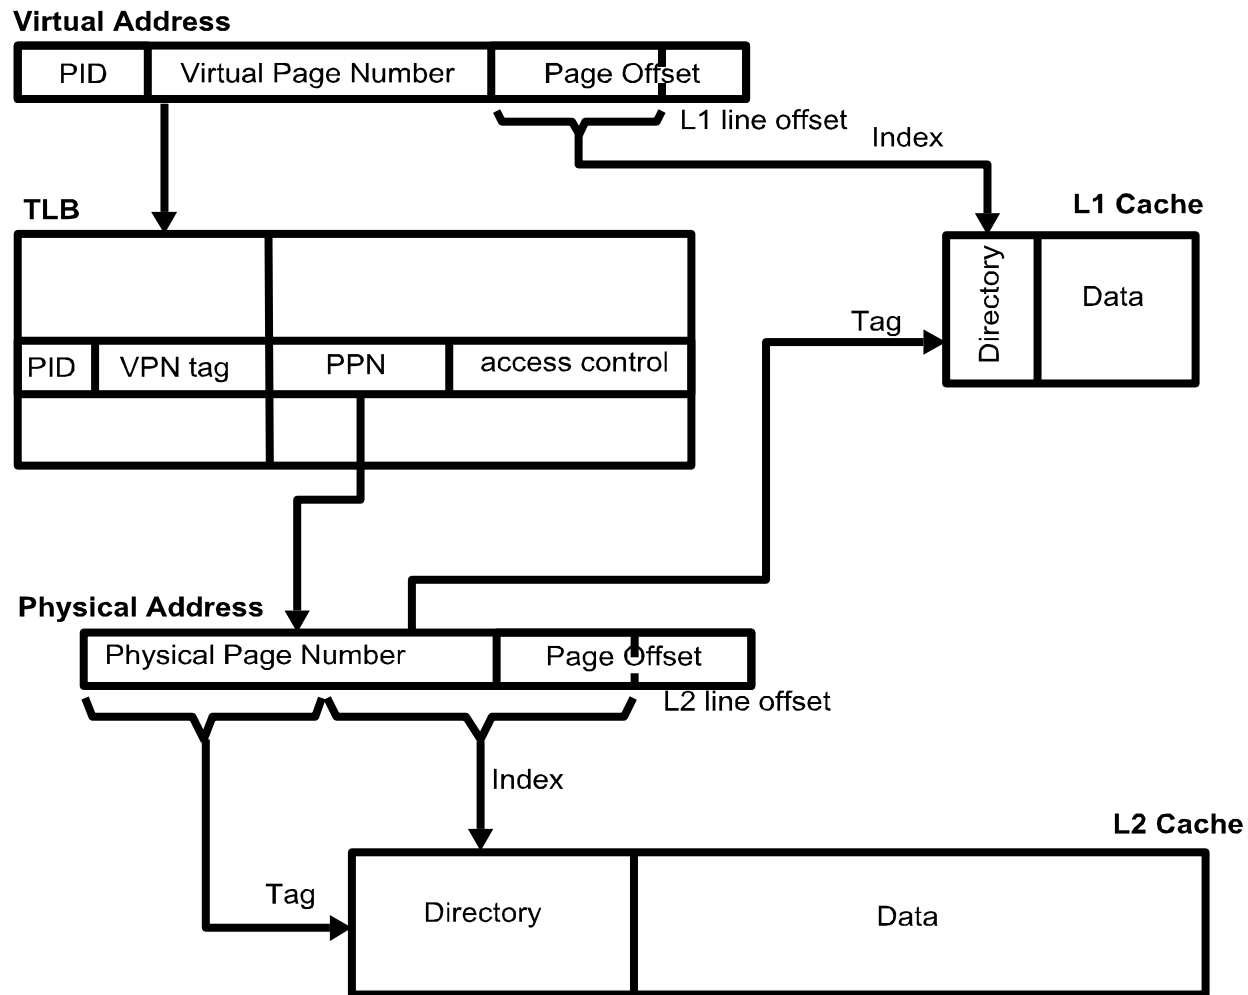 Virtual Address
PID
Virtual Page Number
Page Offset
L1 line offset
Index
TLB
L1 Cache
Directory
Data
Tag
PID
VPN tag
PPN
access control
Physical Address
Physical Page Number
Page Offset
L2 line offset
Index
L2 Cache
Tag
Directory
Data